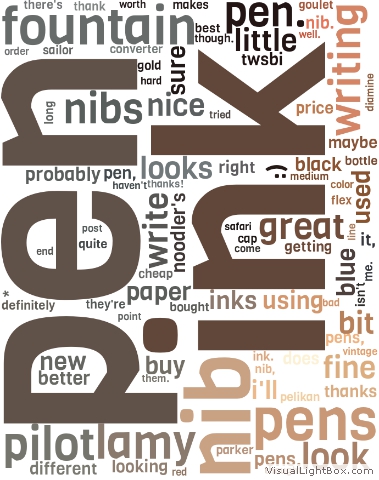 there's thank worth makes goulet
fountain pen. nib.
order sailor converter best though. little well.
gold sure twsbi writing
hard diamine
long nibs nice tried price
pen ink
maybe
probably pen, looks right :) black bottle
haven't thanks! medium
color used
write noodler's safari great flex
post cap line it,
quite come getting
end cheap blue isn't me.
* definitely they're paper bought inks using bad
point bit
pens,
new buy ink. does vintage
better them. nib, fine
nib i'll thanks
pelikan
pens
pilot lamy parker
pens. look
different looking red
VisualLightBox.com